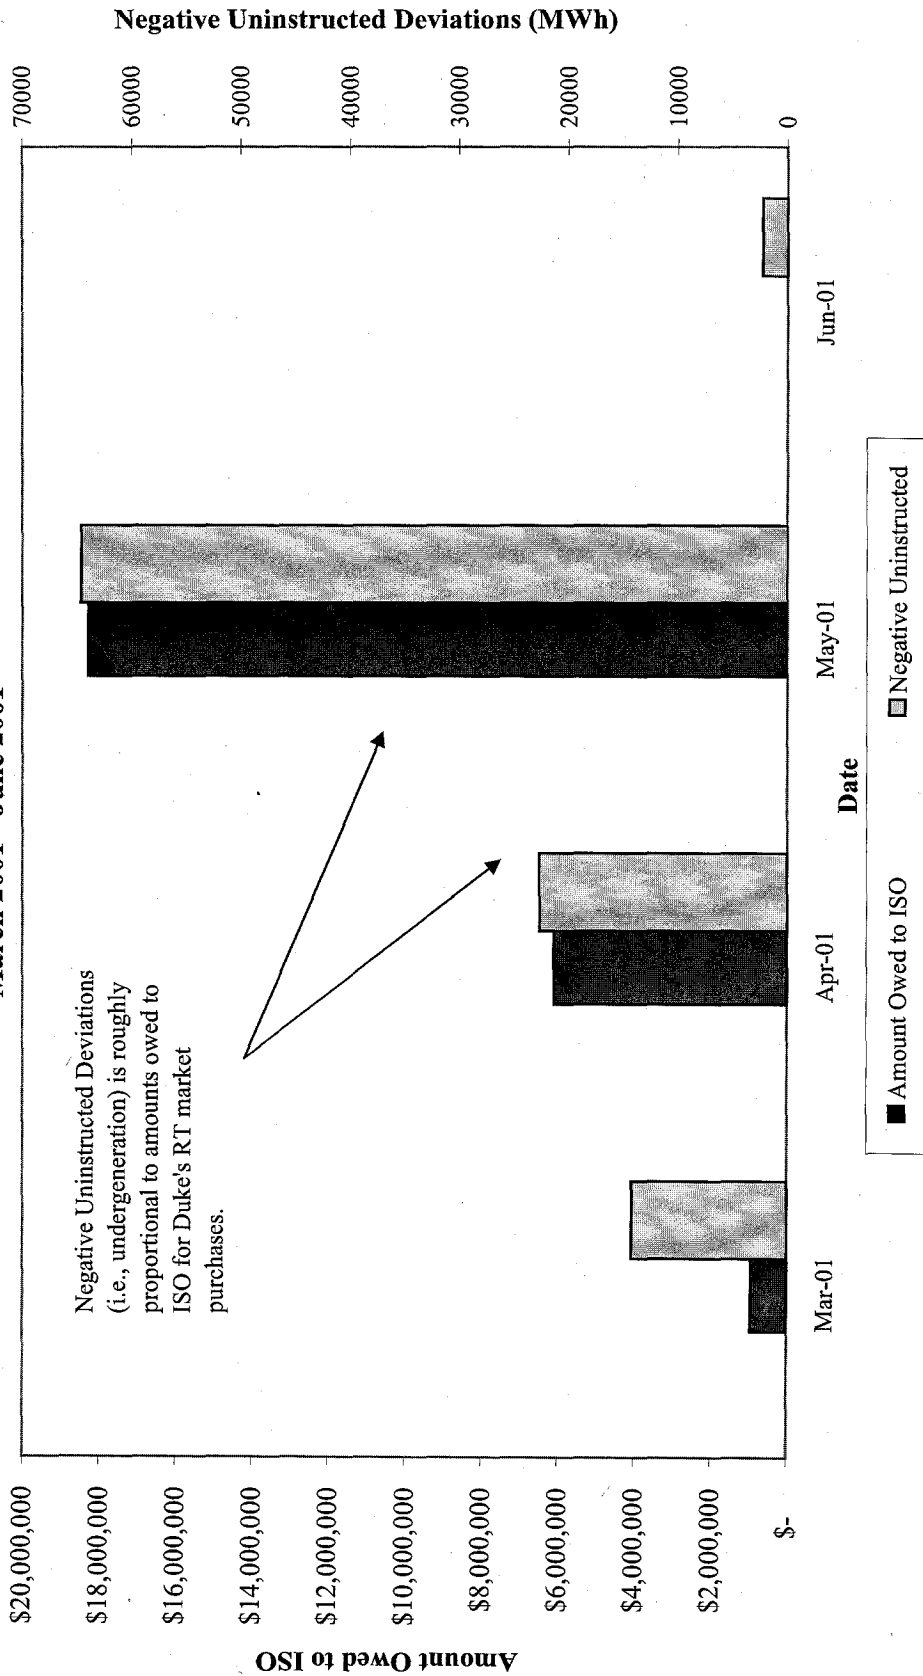 Negative Uninstructed Deviations
(i.e., undergeneration) is roughly
proportional to amounts owed to
ISO for Duke's RT market
purchases.
Amount Owed to ISO
$20,000,000
$18,000,000
$16,000,000
$14,000,000
$12,000,000
$10,000,000
$8,000,000
$6,000,000
$4,000,000
$2,000,000
$-
Negative Uninstructed Deviations (MWh)
70000
60000
50000
40000
30000
20000
10000
0
Mar-01
Apr-01
May-01
Jun-01
Date
Amount Owed to ISO
Negative Uninstructed